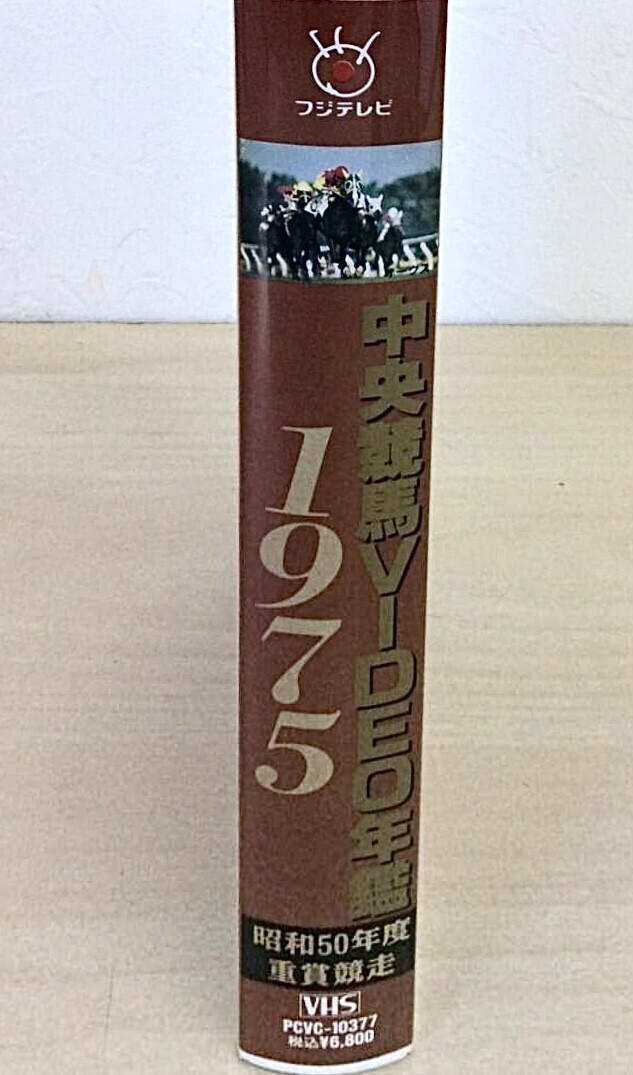 フジテレビ
中央競馬VIDEO年鑑
1975
昭和50年度
重賞競走
VHS
PCVC-10377
税込¥6,800